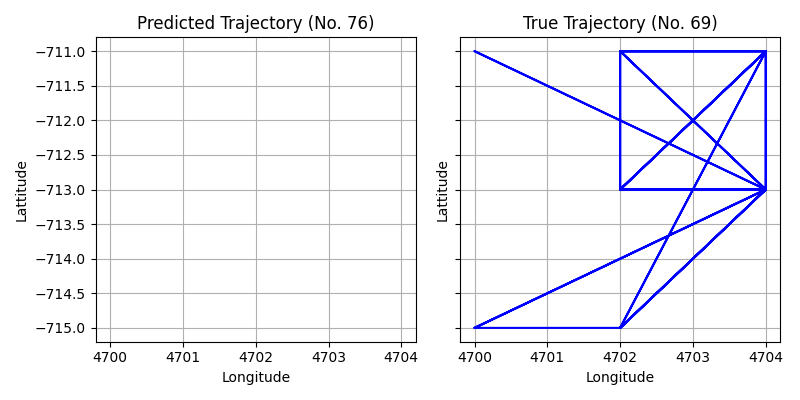 Predicted Trajectory (No. 76)
−711.0
−711.5
−712.0
−712.5
−713.0
−713.5
−714.0
−714.5
−715.0
Lattitude
4700 4701 4702 4703 4704
Longitude
True Trajectory (No. 69)
Lattitude
4700 4701 4702 4703 4704
Longitude